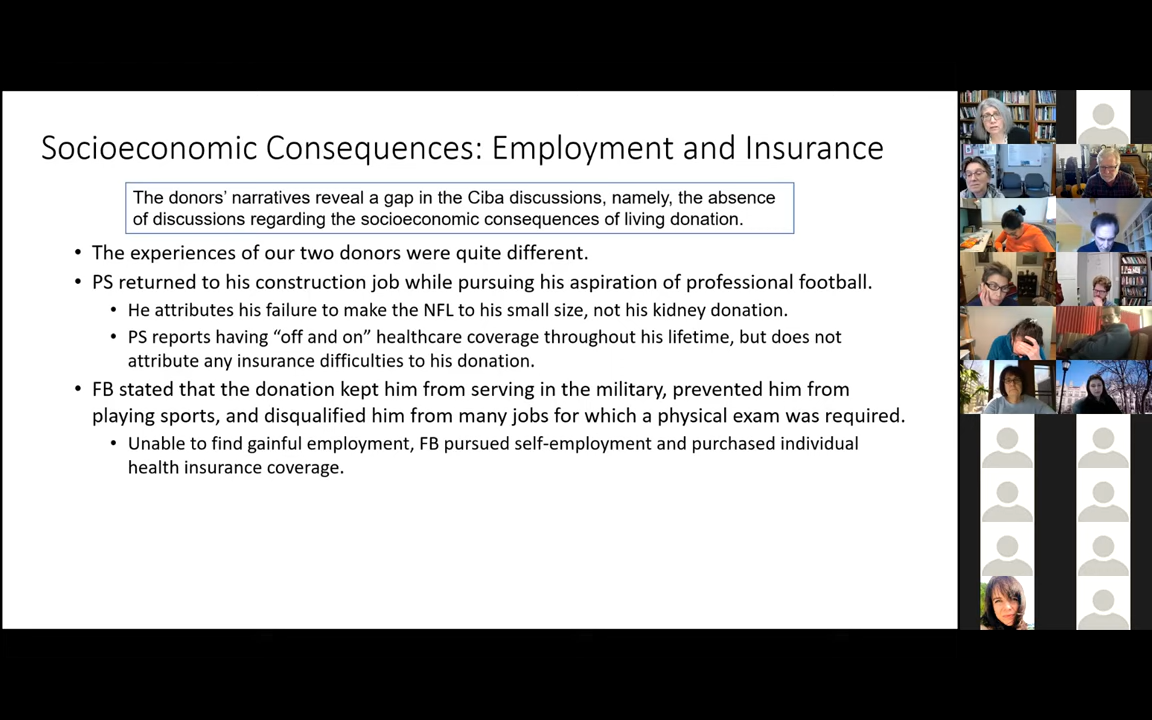 Socioeconomic Consequences: Employment and Insurance
The donors’ narratives reveal a gap in the Ciba discussions, namely, the absence
of discussions regarding the socioeconomic consequences of living donation.
• The experiences of our two donors were quite different.
• PS returned to his construction job while pursuing his aspiration of professional football.
• He attributes his failure to make the NFL to his small size, not his kidney donation.
• PS reports having “off and on” healthcare coverage throughout his lifetime, but does not
attribute any insurance difficulties to his donation.
• FB stated that the donation kept him from serving in the military, prevented him from
playing sports, and disqualified him from many jobs for which a physical exam was required.
• Unable to find gainful employment, FB pursued self-employment and purchased individual
health insurance coverage.